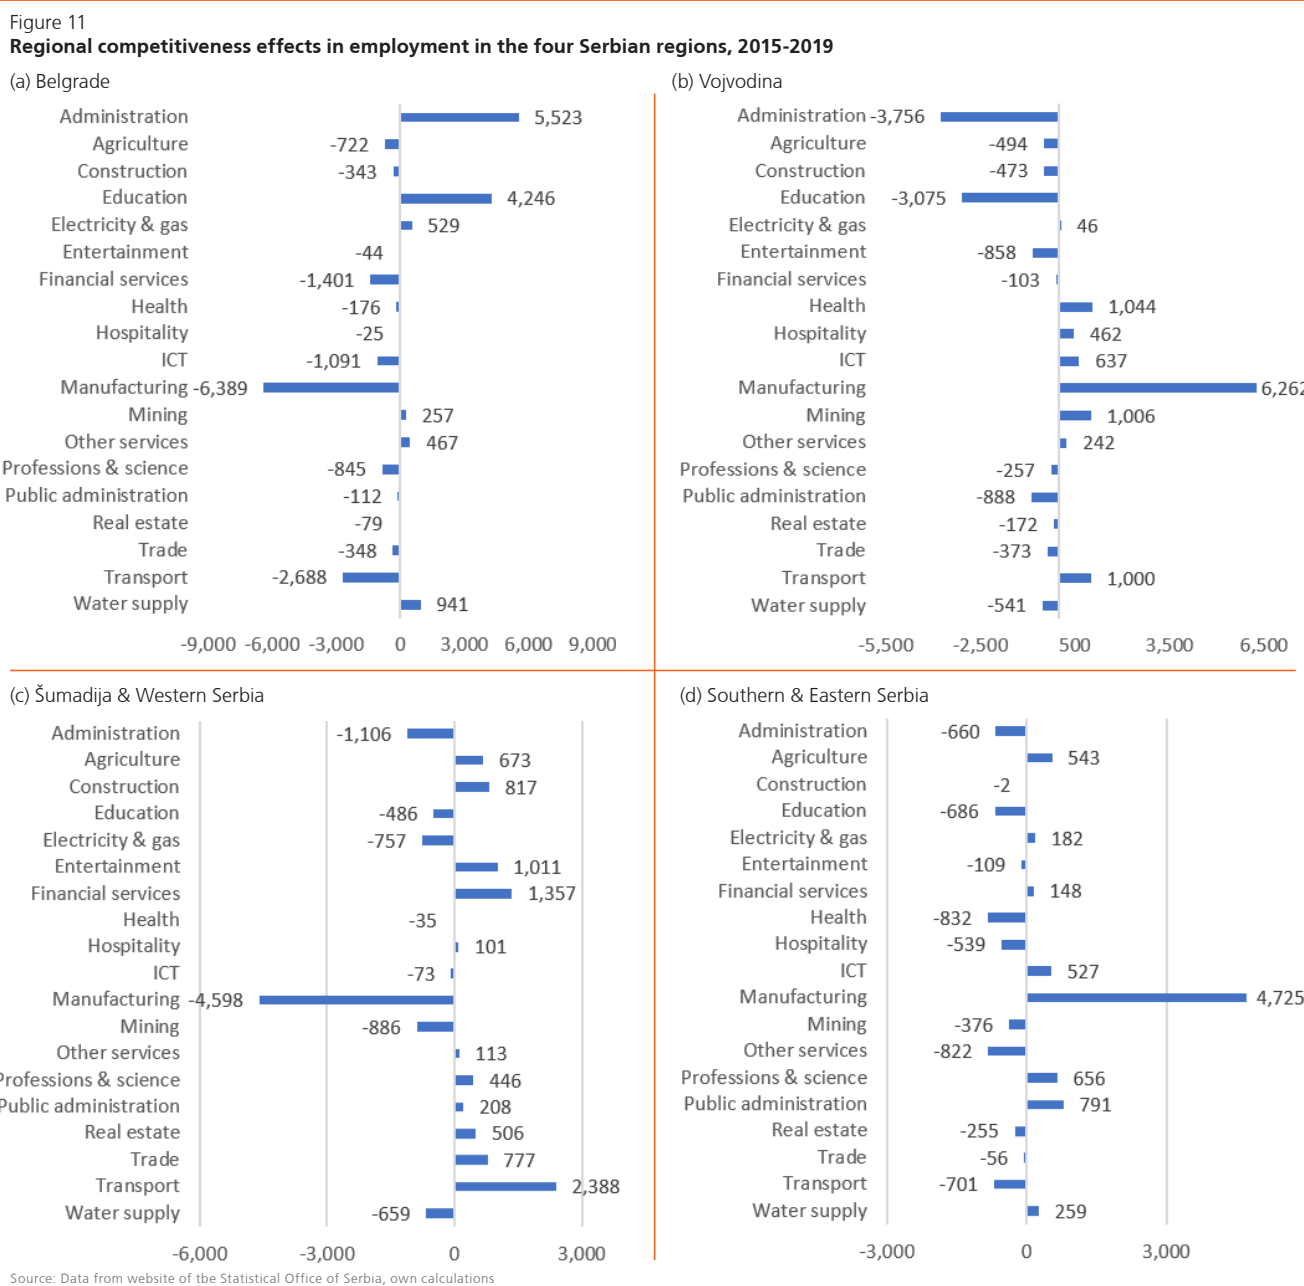 Figure 11
Regional competitiveness effects in employment in the four Serbian regions, 2015-2019
(a) Belgrade
Administration 5,523
Agriculture -722
Construction -343
Education 4,246
Electricity & gas 529
Entertainment -44
Financial services -1,401
Health -176
Hospitality -25
ICT -1,091
Manufacturing -6,389
Mining 257
Other services 467
Professions & science -845
Public administration -112
Real estate -79
Trade -348
Transport -2,688
Water supply 941
-9,000 -6,000 -3,000 0 3,000 6,000 9,000
(b) Vojvodina
Administration -3,756
Agriculture -494
Construction -473
Education -3,075
Electricity & gas 46
Entertainment -858
Financial services -103
Health 1,044
Hospitality 462
ICT 637
Manufacturing 6,262
Mining 1,006
Other services 242
Professions & science -257
Public administration -888
Real estate -172
Trade -373
Transport 1,000
Water supply -541
-5,500 -2,500 500 3,500 6,500
(c) Šumadija & Western Serbia
Administration -1,106
Agriculture 673
Construction 817
Education -486
Electricity & gas -757
Entertainment 1,011
Financial services 1,357
Health -35
Hospitality 101
ICT -73
Manufacturing -4,598
Mining -886
Other services 113
Professions & science 446
Public administration 208
Real estate 506
Trade 777
Transport 2,388
Water supply -659
-6,000 -3,000 0 3,000
(d) Southern & Eastern Serbia
Administration -660
Agriculture 543
Construction -2
Education -686
Electricity & gas 182
Entertainment -109
Financial services 148
Health -832
Hospitality -539
ICT 527
Manufacturing 4,725
Mining -376
Other services -822
Professions & science 656
Public administration 791
Real estate -255
Trade -56
Transport -701
Water supply 259
-3,000 0 3,000
Source: Data from website of tbe Statistical Office of Serbia, own calculations